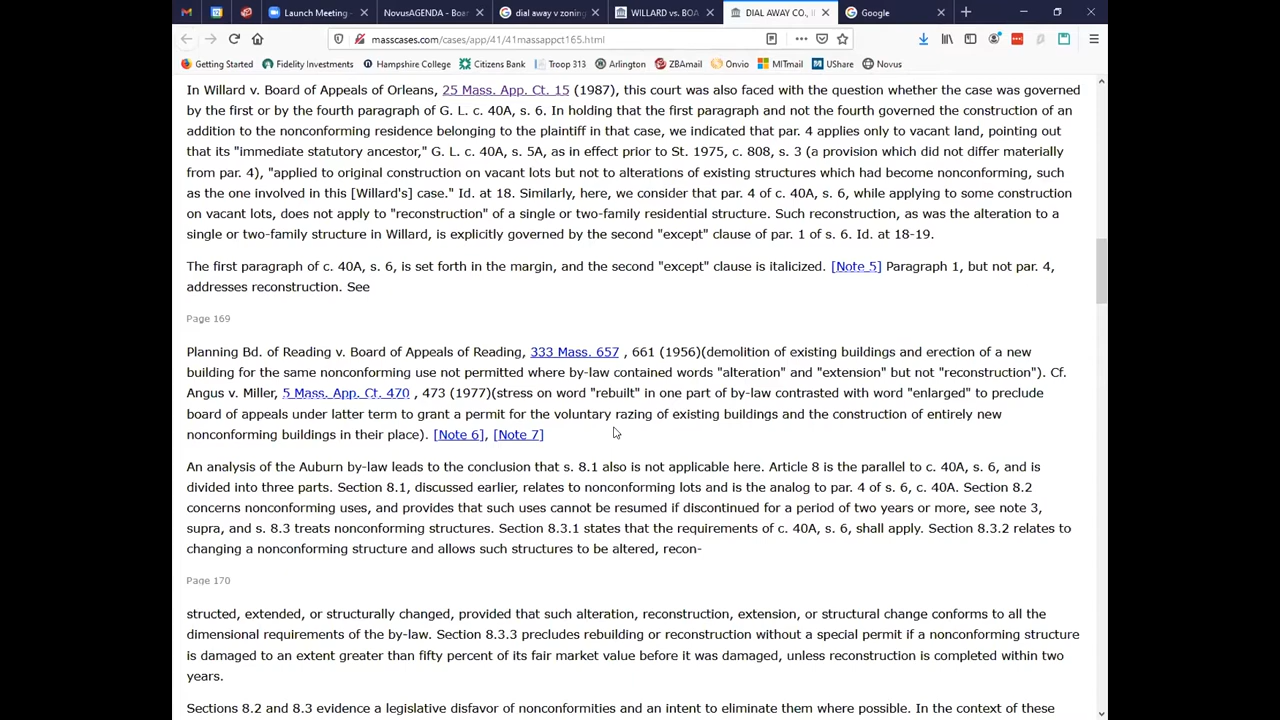 Launch Meeting -
NovusAGENDA - Boar
dial away v zoning
WILLARD vs. BOA
DIAL AWAY CO., I
Google
masscases.com/cases/app/41/41massappct165.html
Getting Started
Fidelity Investments
Hampshire College
Citizens Bank
Troop 313
Arlington
ZBAmail
Onvio
MITmail
UShare
Novus
In Willard v. Board of Appeals of Orleans, 25 Mass. App. Ct. 15 (1987), this court was also faced with the question whether the case was governed
by the first or by the fourth paragraph of G. L. c. 40A, s. 6. In holding that the first paragraph and not the fourth governed the construction of an
addition to the nonconforming residence belonging to the plaintiff in that case, we indicated that par. 4 applies only to vacant land, pointing out
that its "immediate statutory ancestor," G. L. c. 40A, s. 5A, as in effect prior to St. 1975, c. 808, s. 3 (a provision which did not differ materially
from par. 4), "applied to original construction on vacant lots but not to alterations of existing structures which had become nonconforming, such
as the one involved in this [Willard's] case." Id. at 18. Similarly, here, we consider that par. 4 of c. 40A, s. 6, while applying to some construction
on vacant lots, does not apply to "reconstruction" of a single or two-family residential structure. Such reconstruction, as was the alteration to a
single or two-family structure in Willard, is explicitly governed by the second "except" clause of par. 1 of s. 6. Id. at 18-19.
The first paragraph of c. 40A, s. 6, is set forth in the margin, and the second "except" clause is italicized. [Note 5] Paragraph 1, but not par. 4,
addresses reconstruction. See
Page 169
Planning Bd. of Reading v. Board of Appeals of Reading, 333 Mass. 657 , 661 (1956)(demolition of existing buildings and erection of a new
building for the same nonconforming use not permitted where by-law contained words "alteration" and "extension" but not "reconstruction"). Cf.
Angus v. Miller, 5 Mass. App. Ct. 470 , 473 (1977)(stress on word "rebuilt" in one part of by-law contrasted with word "enlarged" to preclude
board of appeals under latter term to grant a permit for the voluntary razing of existing buildings and the construction of entirely new
nonconforming buildings in their place). [Note 6], [Note 7]
An analysis of the Auburn by-law leads to the conclusion that s. 8.1 also is not applicable here. Article 8 is the parallel to c. 40A, s. 6, and is
divided into three parts. Section 8.1, discussed earlier, relates to nonconforming lots and is the analog to par. 4 of s. 6, c. 40A. Section 8.2
concerns nonconforming uses, and provides that such uses cannot be resumed if discontinued for a period of two years or more, see note 3,
supra, and s. 8.3 treats nonconforming structures. Section 8.3.1 states that the requirements of c. 40A, s. 6, shall apply. Section 8.3.2 relates to
changing a nonconforming structure and allows such structures to be altered, recon-
Page 170
structed, extended, or structurally changed, provided that such alteration, reconstruction, extension, or structural change conforms to all the
dimensional requirements of the by-law. Section 8.3.3 precludes rebuilding or reconstruction without a special permit if a nonconforming structure
is damaged to an extent greater than fifty percent of its fair market value before it was damaged, unless reconstruction is completed within two
years.
Sections 8.2 and 8.3 evidence a legislative disfavor of nonconformities and an intent to eliminate them where possible. In the context of these